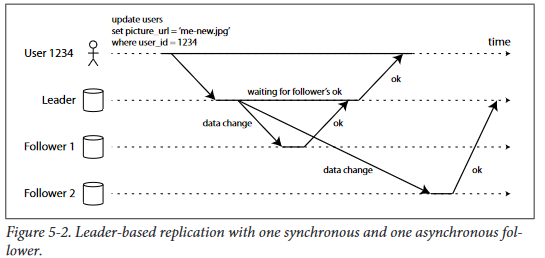 update users
set picture_url = 'me-new.jpg'
where user_id = 1234
User 1234
time
ok
Leader
waiting for follower's ok
data change
ok
Follower 1
data change
ok
Follower 2
Figure 5-2. Leader-based replication with one synchronous and one asynchronous fol-
lower.